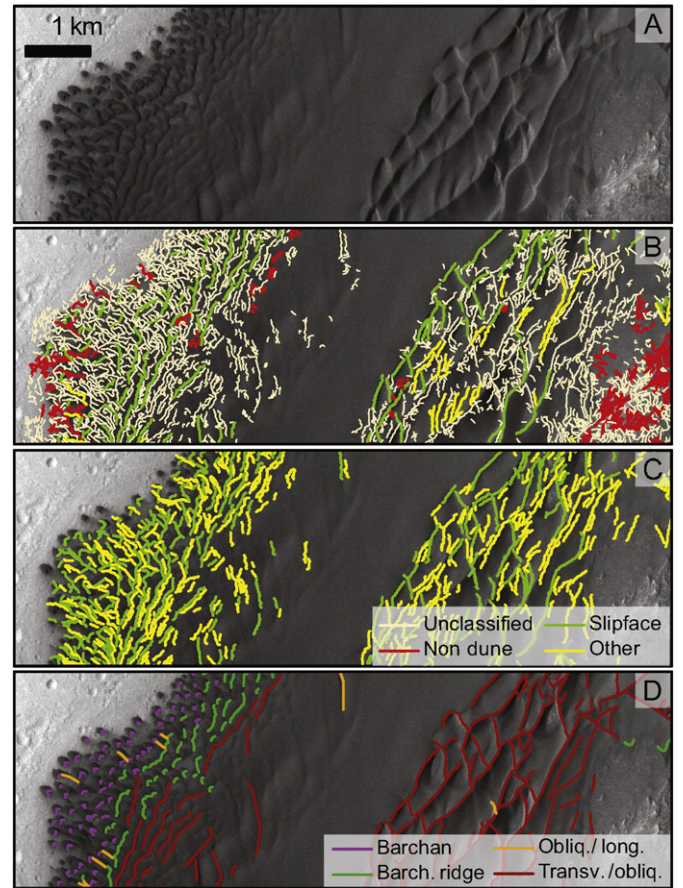 1 km
A
B
C
Unclassified
Slipface
Non dune
Other
D
Barchan
Obliq./ long.
Barch. ridge
Transv./obliq.